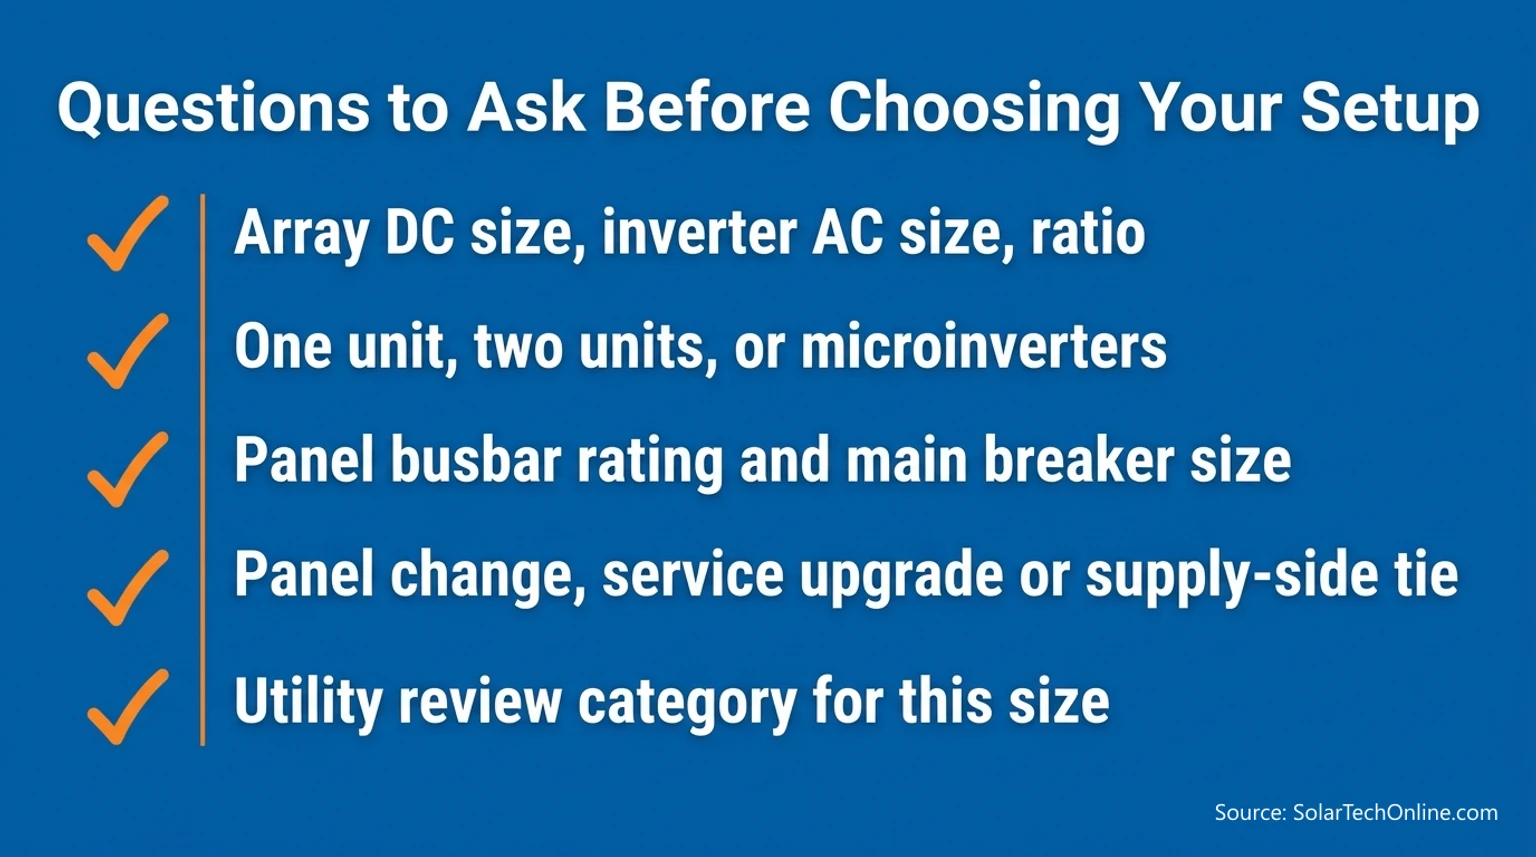 Questions to Ask Before Choosing Your Setup
Array DC size, inverter AC size, ratio
One unit, two units, or microinverters
Panel busbar rating and main breaker size
Panel change, service upgrade or supply-side tie
Utility review category for this size
Source: SolarTechOnline.com